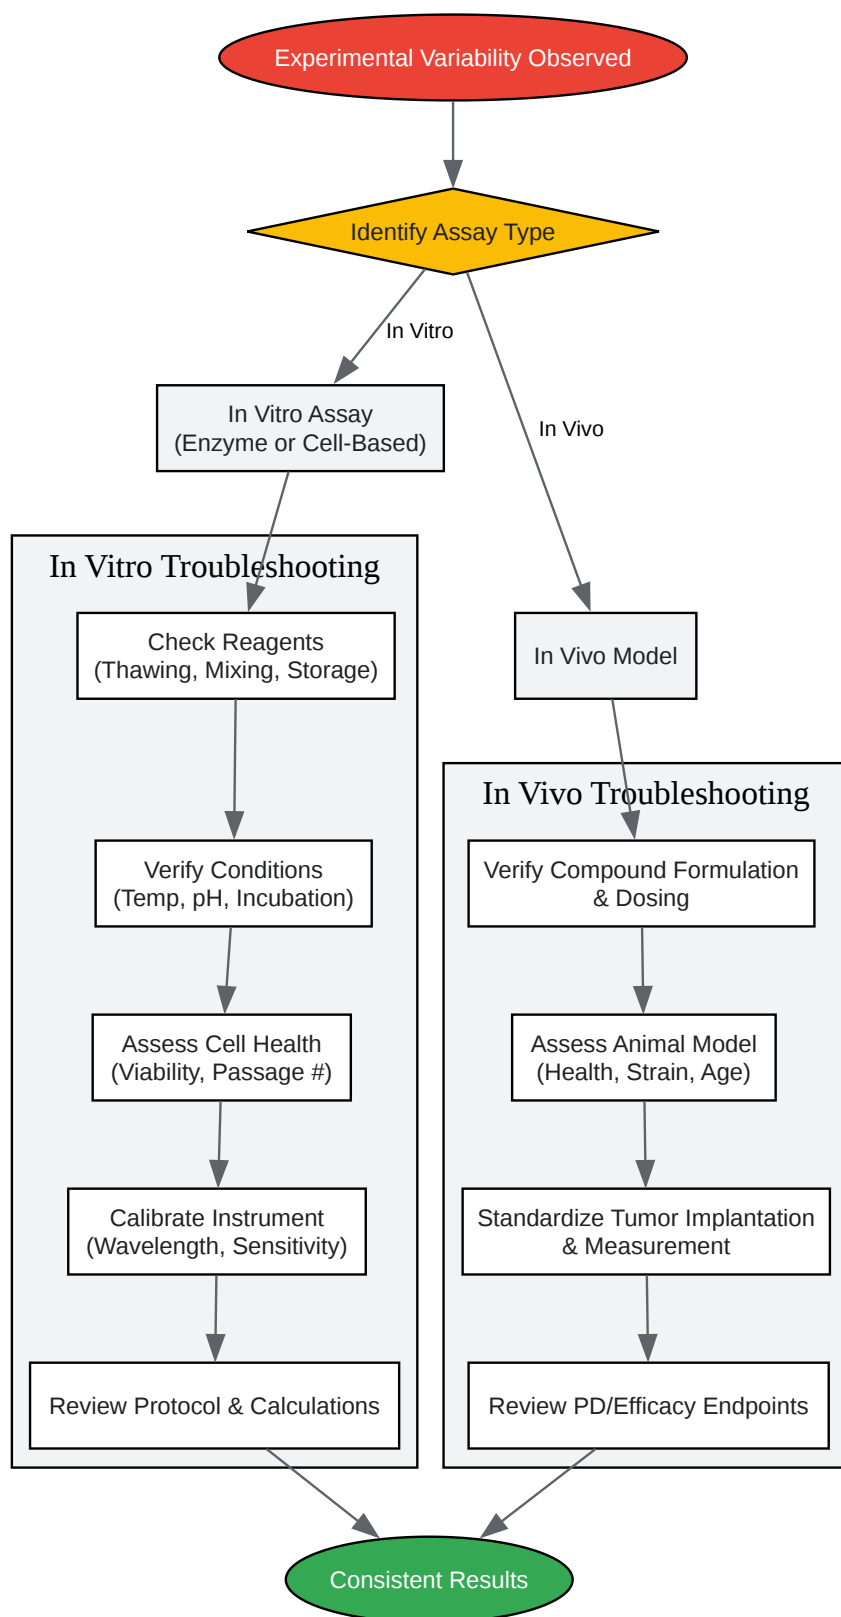 Experimental Variability Observed
Identify Assay Type
In Vitro
In Vivo
In Vitro Assay
(Enzyme or Cell-Based)
In Vitro Troubleshooting
Check Reagents
(Thawing, Mixing, Storage)
Verify Conditions
(Temp, pH, Incubation)
Assess Cell Health
(Viability, Passage #)
Calibrate Instrument
(Wavelength, Sensitivity)
Review Protocol & Calculations
In Vivo Model
In Vivo Troubleshooting
Verify Compound Formulation
& Dosing
Assess Animal Model
(Health, Strain, Age)
Standardize Tumor Implantation
& Measurement
Review PD/Efficacy Endpoints
Consistent Results